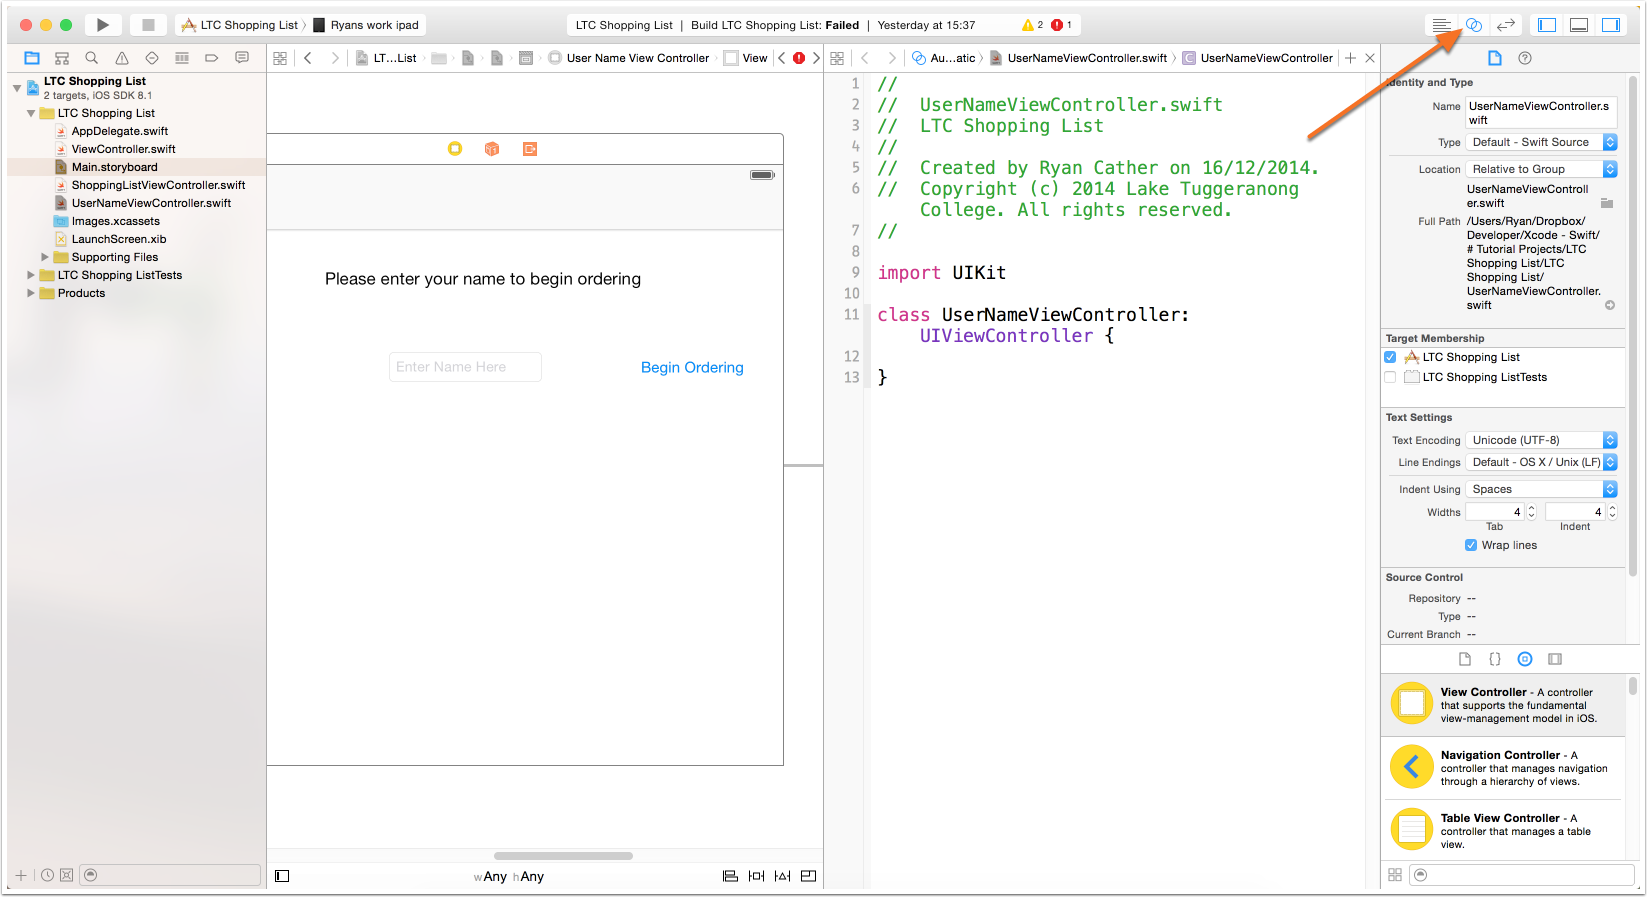 LTC Shopping List Ryans work ipad
LTC Shopping List | Build LTC Shopping List: Failed | Yesterday at 15:37 2 1
LT...List User Name View Controller View
Au...atic UserNameViewController.swift C UserNameViewController
LTC Shopping List
2 targets, iOS SDK 8.1
LTC Shopping List
AppDelegate.swift
ViewController.swift
Main.storyboard
ShoppingListViewController.swift
UserNameViewController.swift
Images.xcassets
LaunchScreen.xib
Supporting Files
LTC Shopping ListTests
Products
Please enter your name to begin ordering
Enter Name Here
Begin Ordering
wAny hAny
1 //
2 // UserNameViewController.swift
3 // LTC Shopping List
4 //
5 // Created by Ryan Cather on 16/12/2014.
6 // Copyright (c) 2014 Lake Tuggeranong
College. All rights reserved.
7 //
8
9 import UIKit
10
11 class UserNameViewController:
UIViewController {
12
13 }
Identity and Type
Name UserNameViewController.s
wift
Type Default - Swift Source
Location Relative to Group
UserNameViewControll
er.swift
Full Path /Users/Ryan/Dropbox/
Developer/Xcode - Swift/
# Tutorial Projects/LTC
Shopping List/LTC
Shopping List/
UserNameViewController.
swift
Target Membership
LTC Shopping List
LTC Shopping ListTests
Text Settings
Text Encoding Unicode (UTF-8)
Line Endings Default - OS X / Unix (LF)
Indent Using Spaces
Widths 4 4
Tab Indent
Wrap lines
Source Control
Repository --
Type --
Current Branch --
{}
View Controller - A controller
that supports the fundamental
view-management model in iOS.
Navigation Controller - A
controller that manages navigation
through a hierarchy of views.
Table View Controller - A
controller that manages a table
view.